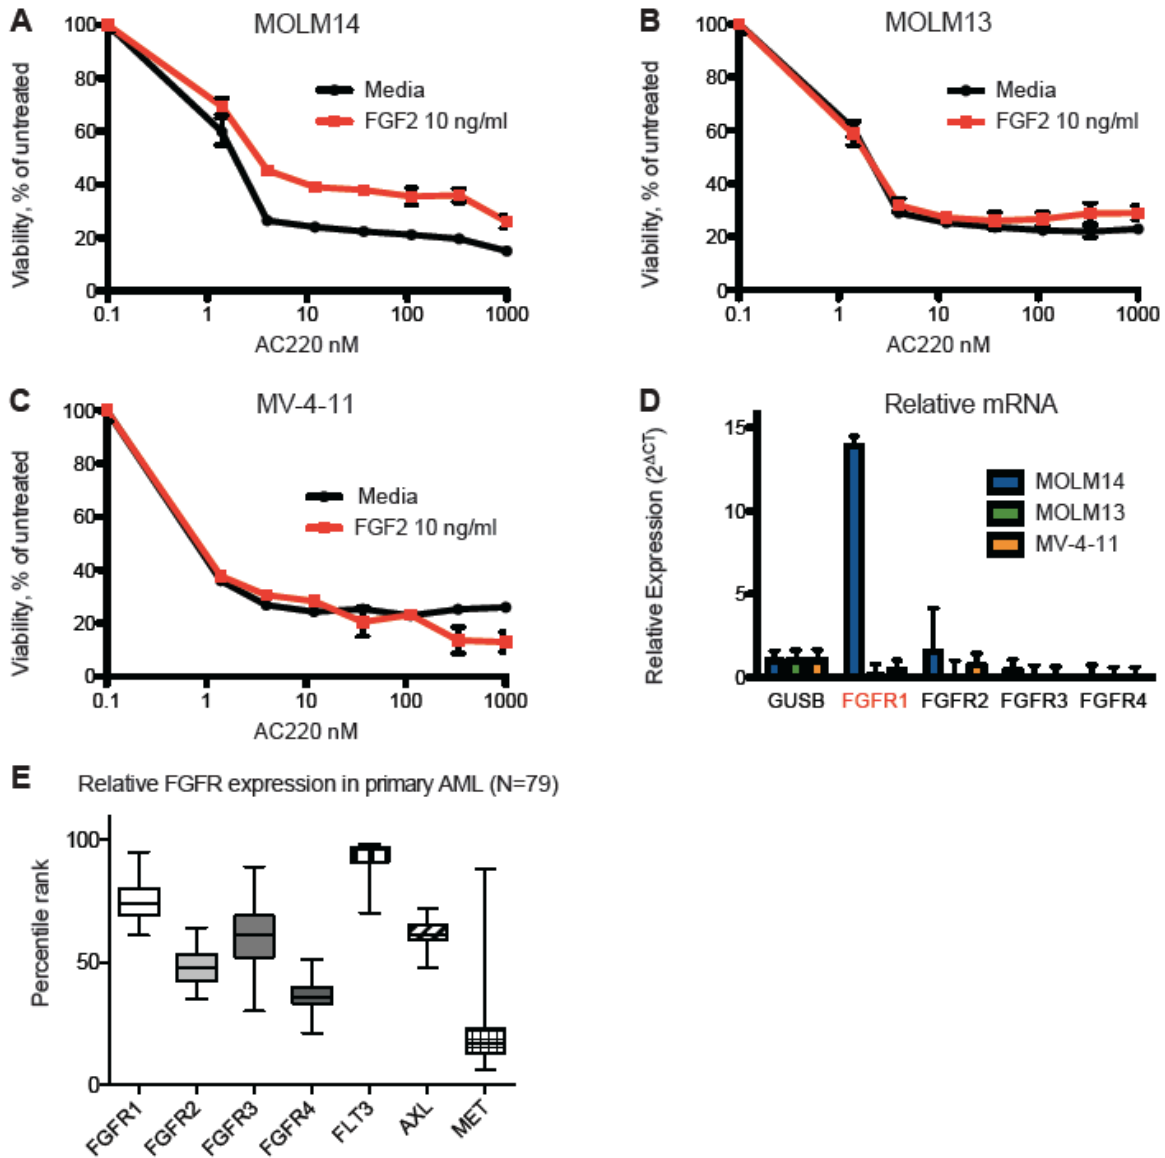 A
MOLM14
100
80
60
40
20
0
Viability, % of untreated
Media
FGF2 10 ng/ml
0.1 1 10 100 1000
AC220 nM
B
MOLM13
100
80
60
40
20
0
Viability, % of untreated
Media
FGF2 10 ng/ml
0.1 1 10 100 1000
AC220 nM
C
MV-4-11
100
80
60
40
20
0
Viability, % of untreated
Media
FGF2 10 ng/ml
0.1 1 10 100 1000
AC220 nM
D
Relative mRNA
15
10
5
0
Relative Expression (2^ΔCT)
MOLM14
MOLM13
MV-4-11
GUSB FGFR1 FGFR2 FGFR3 FGFR4
E
Relative FGFR expression in primary AML (N=79)
100
50
0
Percentile rank
FGFR1 FGFR2 FGFR3 FGFR4 FLT3 AXL MET